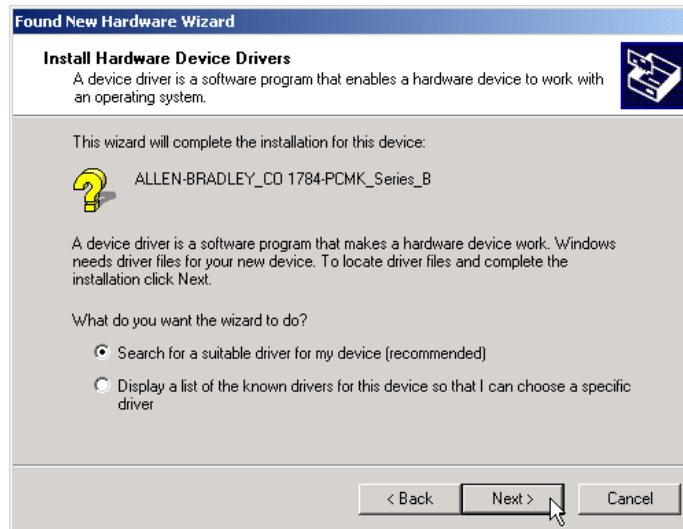 Found New Hardware Wizard
Install Hardware Device Drivers
A device driver is a software program that enables a hardware device to work with
an operating system.
This wizard will complete the installation for this device:
ALLEN-BRADLEY_CO 1784-PCMK_Series_B
A device driver is a software program that makes a hardware device work. Windows
needs driver files for your new device. To locate driver files and complete the
installation click Next.
What do you want the wizard to do?
Search for a suitable driver for my device (recommended)
Display a list of the known drivers for this device so that I can choose a specific
driver
< Back Next > Cancel